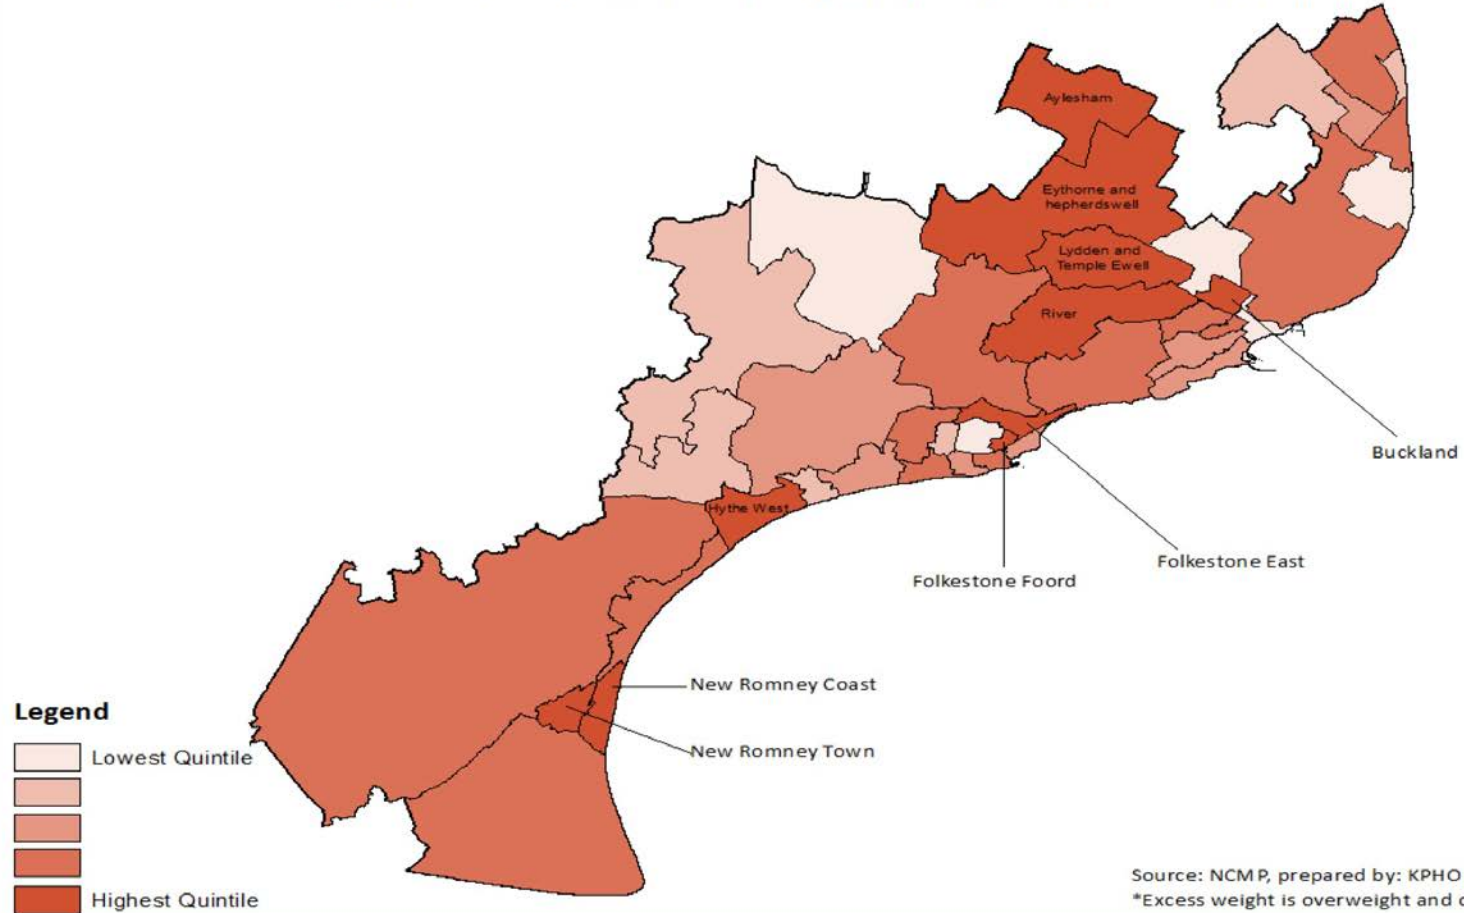 Aylesham
Eythorne and
hepherdswell
Lydden and
Temple Ewell
River
Buckland
Hythe West
Folkestone East
Folkestone Foord
New Romney Coast
New Romney Town
Legend
Lowest Quintile
Highest Quintile
Source: NCMP, prepared by: KPHO
*Excess weight is overweight and